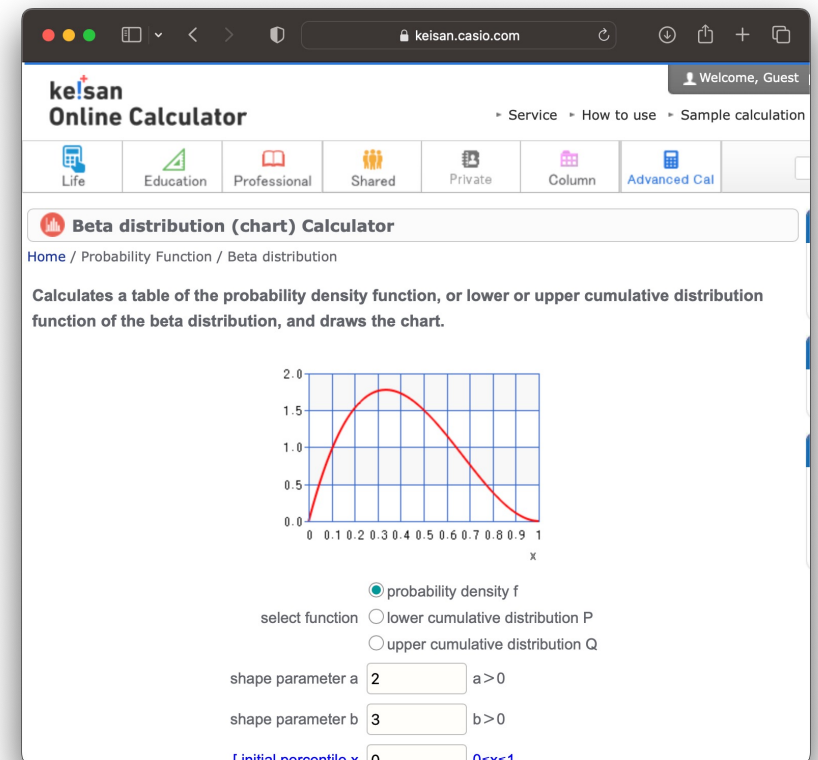 keisan.casio.com
Welcome, Guest
ke!san
Online Calculator
Service How to use Sample calculation
Life Education Professional Shared Private Column Advanced Cal
Beta distribution (chart) Calculator
Home / Probability Function / Beta distribution
Calculates a table of the probability density function, or lower or upper cumulative distribution
function of the beta distribution, and draws the chart.
2.0
1.5
1.0
0.5
0.0
0 0.1 0.2 0.3 0.4 0.5 0.6 0.7 0.8 0.9 1
x
probability density f
select function lower cumulative distribution P
upper cumulative distribution Q
shape parameter a 2 a>0
shape parameter b 3 b>0
[ initial percentile x 0 0≤x≤1